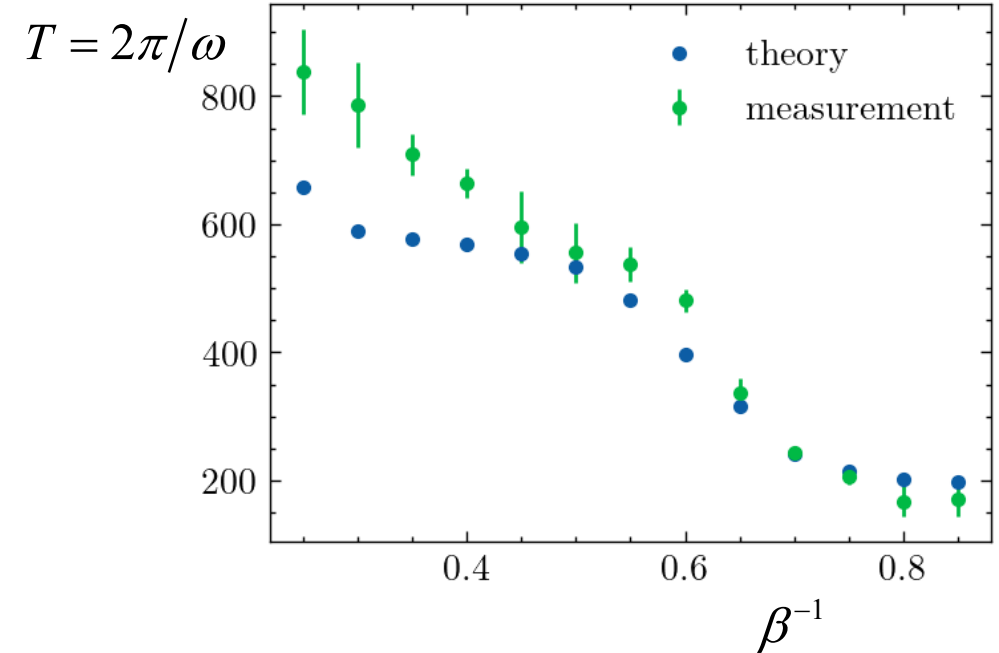 T = 2π/ω
theory
measurement
800
600
400
200
0.4 0.6 0.8
β⁻¹